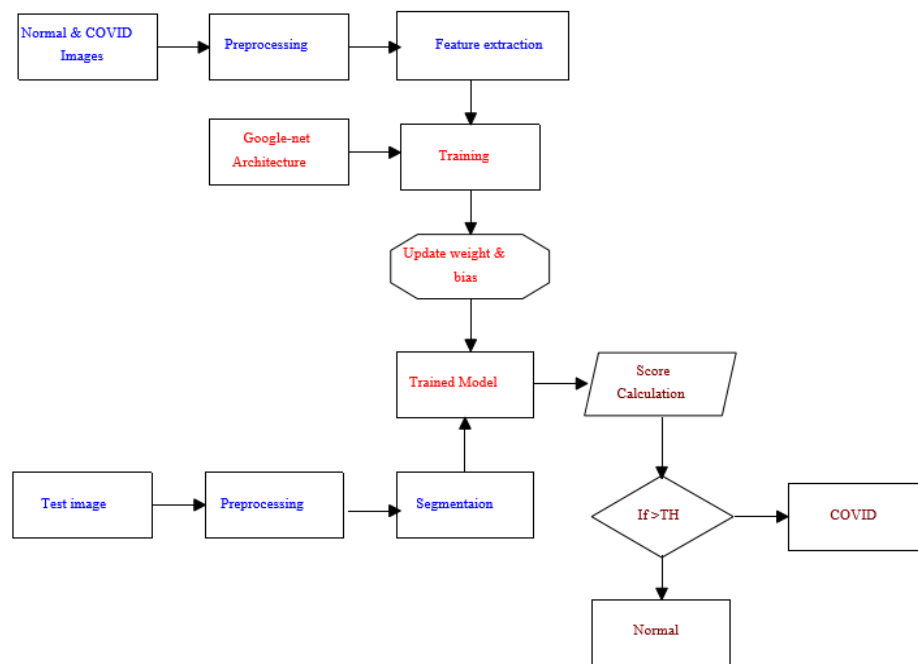 Normal & COVID
Images
Preprocessing
Feature extraction
Google-net
Architecture
Training
Update weight &
bias
Trained Model
Score
Calculation
Test image
Preprocessing
Segmentaion
If >TH
COVID
Normal